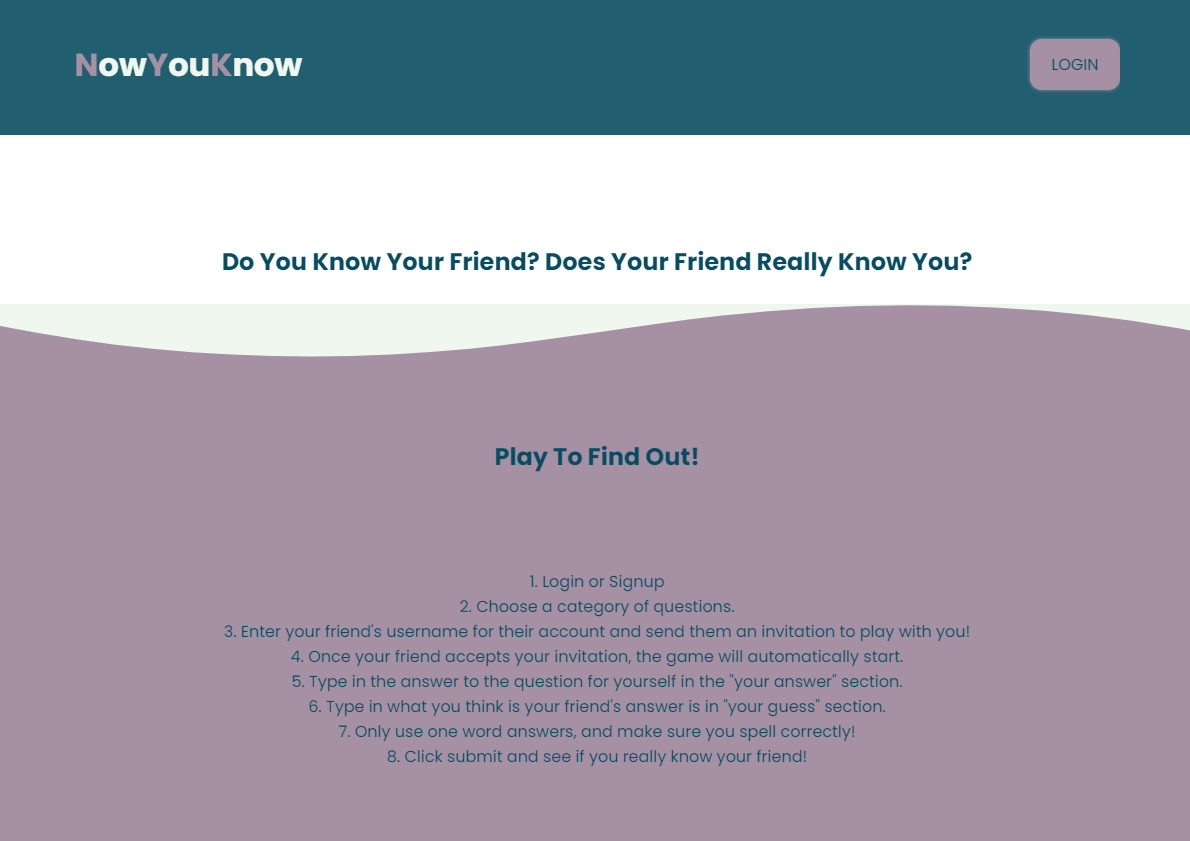 NowYouKnow
LOGIN
Do You Know Your Friend? Does Your Friend Really Know You?
Play To Find Out!
1. Login or Signup
2. Choose a category of questions.
3. Enter your friend's username for their account and send them an invitation to play with you!
4. Once your friend accepts your invitation, the game will automatically start.
5. Type in the answer to the question for yourself in the "your answer" section.
6. Type in what you think is your friend's answer is in "your guess" section.
7. Only use one word answers, and make sure you spell correctly!
8. Click submit and see if you really know your friend!